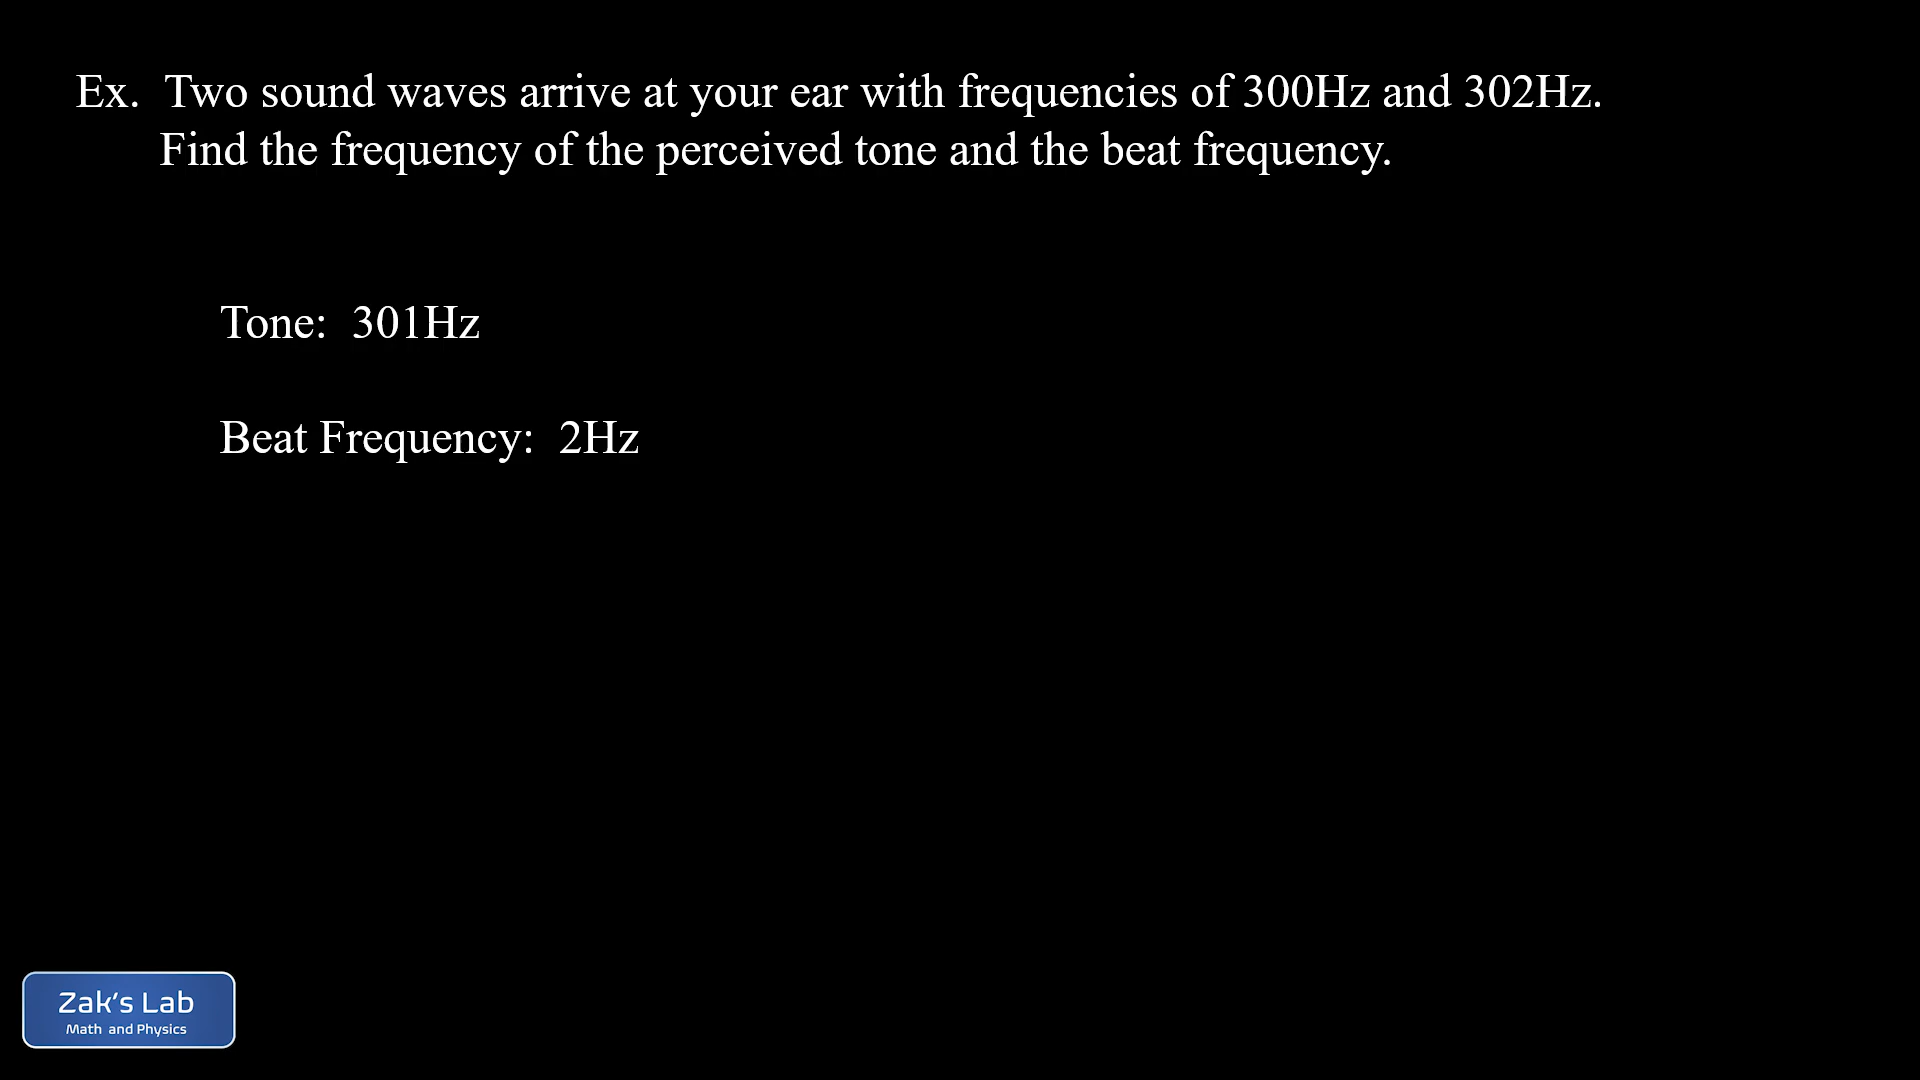 Ex. Two sound waves arrive at your ear with frequencies of 300Hz and 302Hz.
Find the frequency of the perceived tone and the beat frequency.
Tone: 301Hz
Beat Frequency: 2Hz
Zak's Lab
Math and Physics